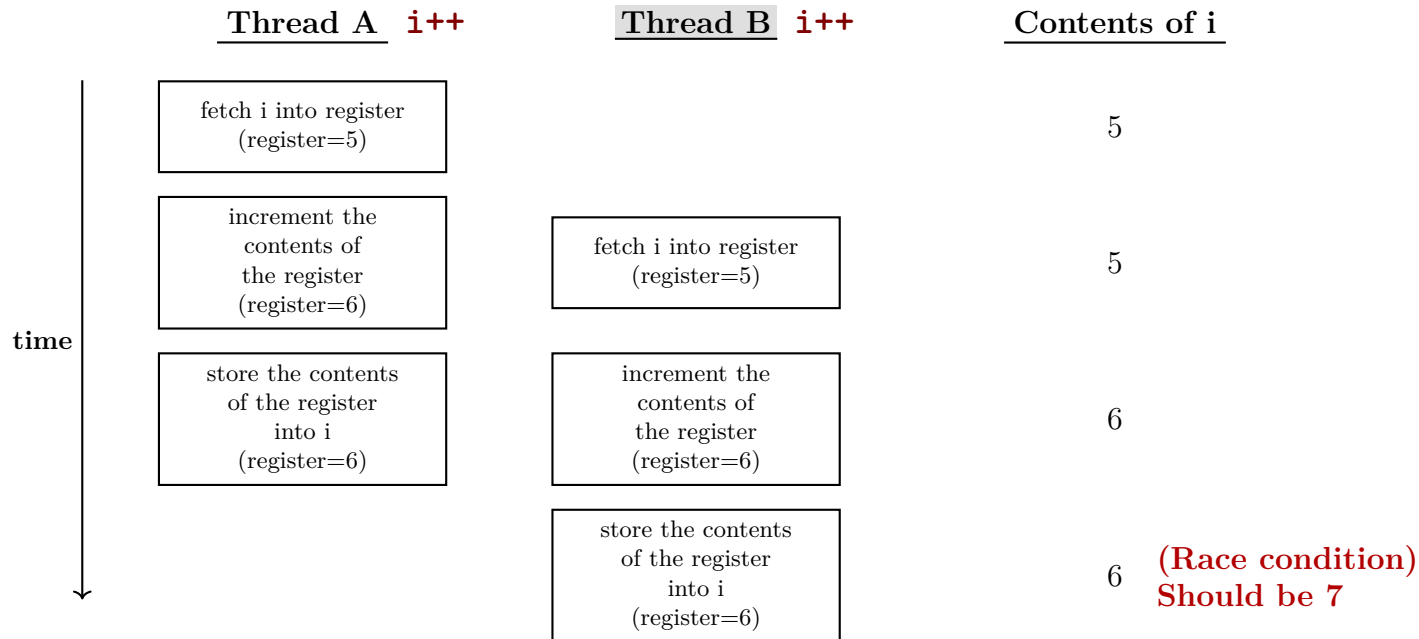 Thread A i++ Thread B i++ Contents of i
fetch i into register
(register=5)
5
increment the
contents of
the register
(register=6)
fetch i into register
(register=5)
5
time
store the contents
of the register
into i
(register=6)
increment the
contents of
the register
(register=6)
6
store the contents
of the register
into i
(register=6)
6
(Race condition)
Should be 7